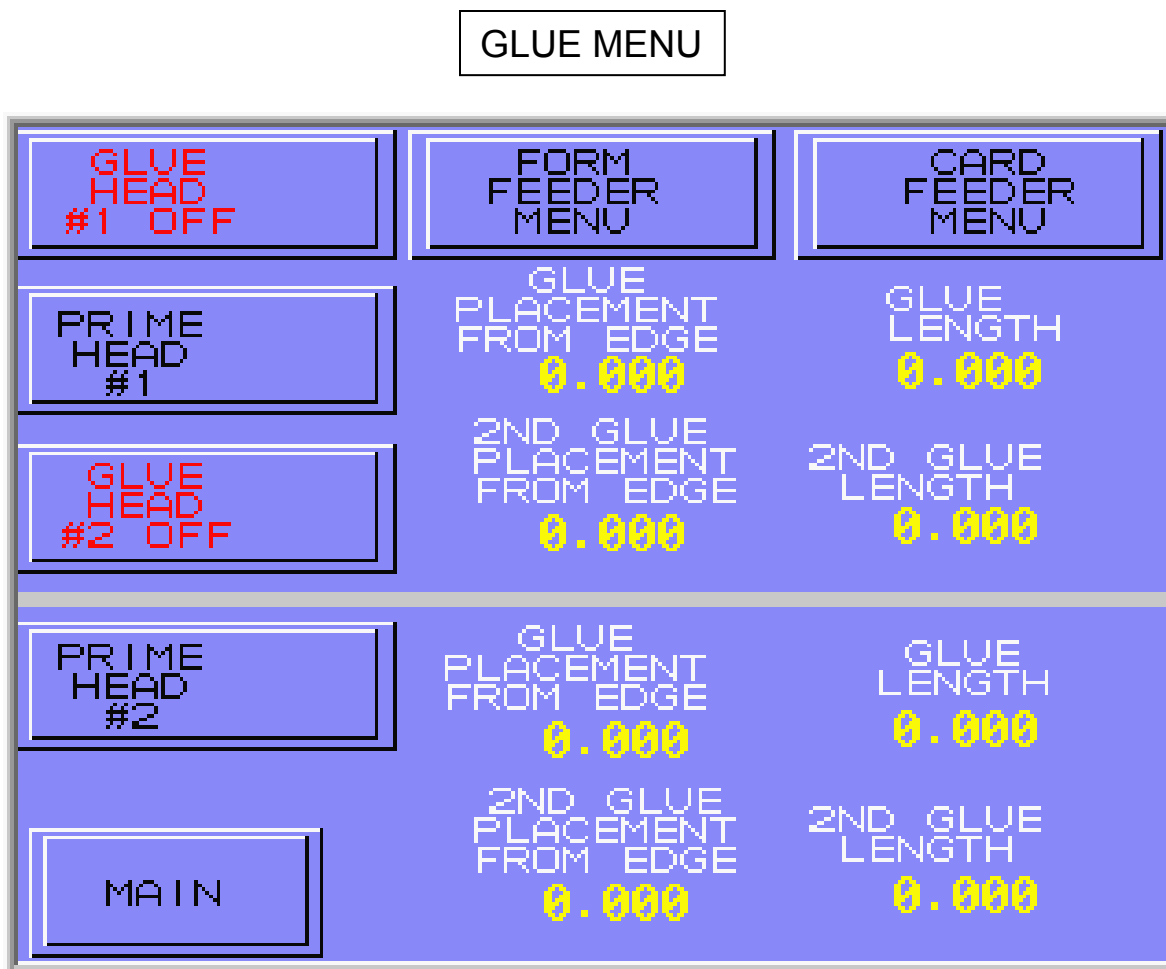 GLUE MENU
GLUE
HEAD
#1 OFF
FORM
FEEDER
MENU
CARD
FEEDER
MENU
PRIME
HEAD
#1
GLUE
PLACEMENT
FROM EDGE
0.000
GLUE
LENGTH
0.000
GLUE
HEAD
#2 OFF
2ND GLUE
PLACEMENT
FROM EDGE
0.000
2ND GLUE
LENGTH
0.000
PRIME
HEAD
#2
GLUE
PLACEMENT
FROM EDGE
0.000
GLUE
LENGTH
0.000
MAIN
2ND GLUE
PLACEMENT
FROM EDGE
0.000
2ND GLUE
LENGTH
0.000